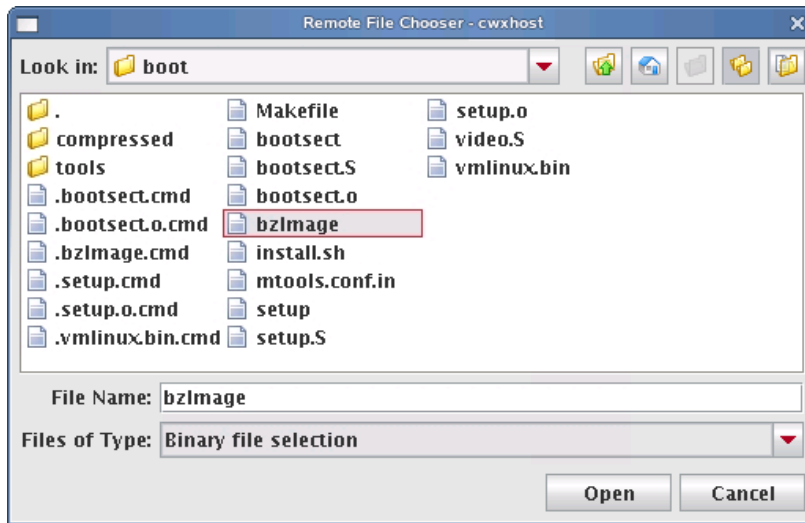 Remote File Chooser - cwxhost
Look in: boot
.
compressed
tools
.bootsect.cmd
.bootsect.o.cmd
.bzImage.cmd
.setup.cmd
.setup.o.cmd
.vmlinux.bin.cmd
Makefile
bootsect
bootsect.S
bootsect.o
bzImage
install.sh
mtools.conf.in
setup
setup.S
setup.o
video.S
vmlinux.bin
File Name: bzImage
Files of Type: Binary file selection
Open Cancel